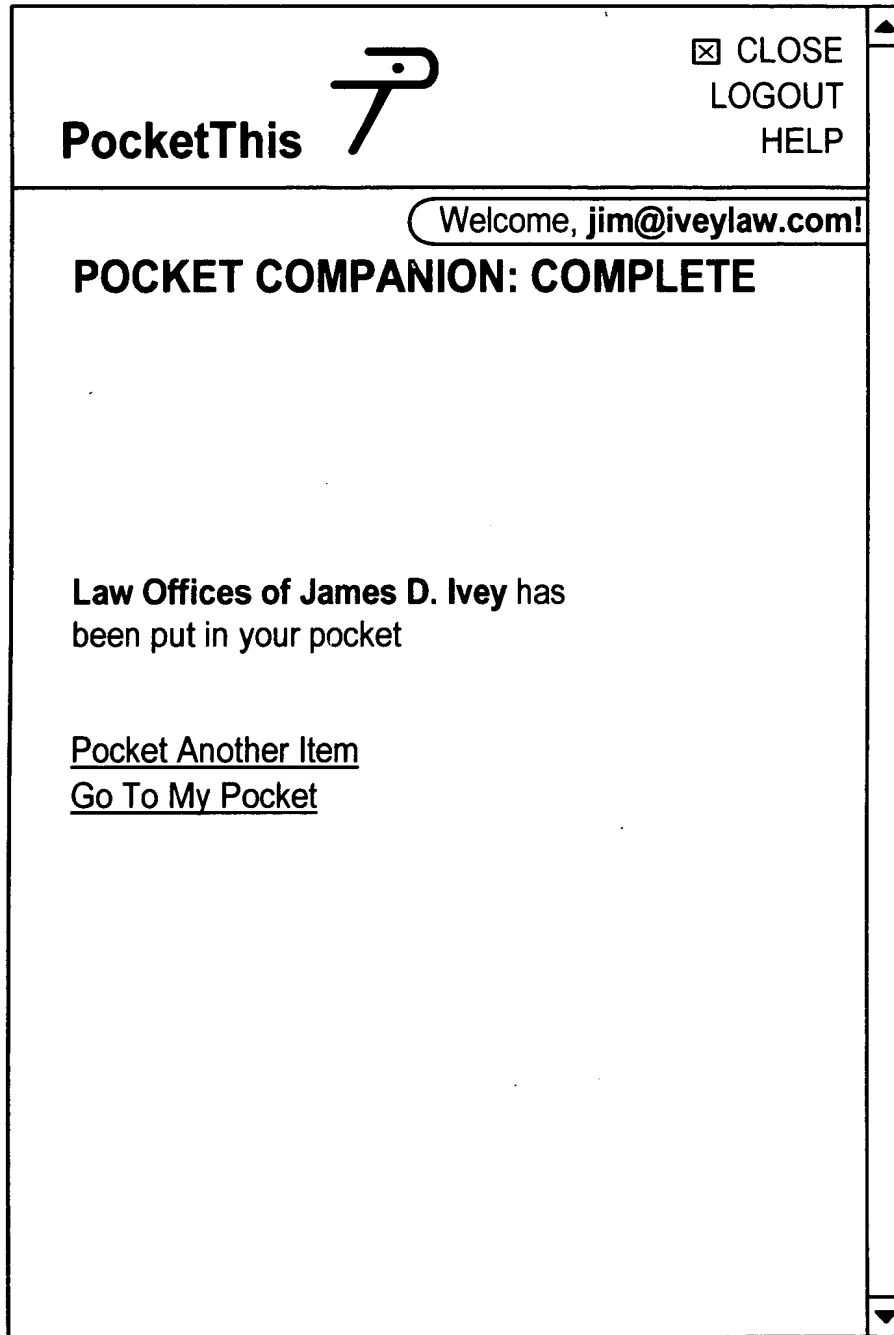 CLOSE
LOGOUT
PocketThis
HELP
Welcome, jim@iveylaw.com!
POCKET COMPANION: COMPLETE
Law Offices of James D. Ivey has
been put in your pocket
Pocket Another Item
Go To My Pocket